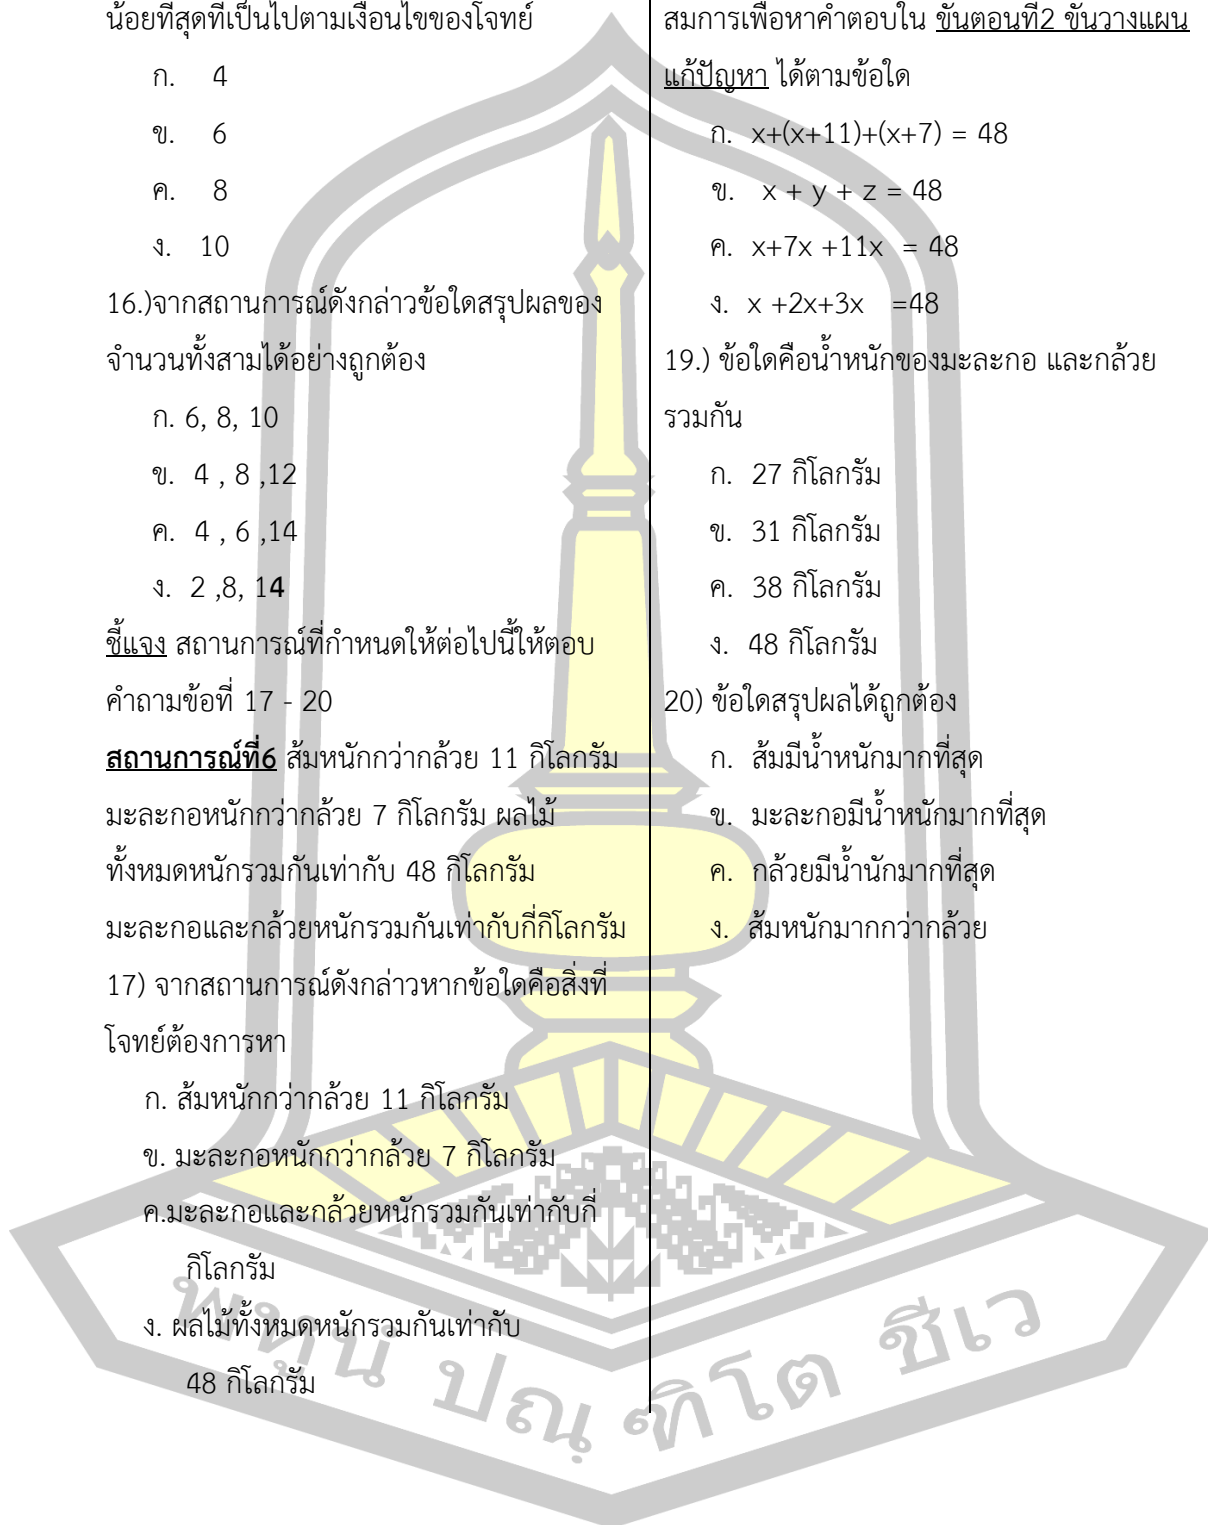 น้อยที่สุดที่เป็นไปตามเงื่อนไขของโจทย์
ก. 4
ข. 6
ค. 8
ง. 10
16.)จากสถานการณ์ดังกล่าวข้อใดสรุปผลของ
จำนวนทั้งสามได้อย่างถูกต้อง
ก. 6, 8, 10
ข. 4 , 8 ,12
ค. 4 , 6 ,14
ง. 2 ,8, 14
ชี้แจง สถานการณ์ที่กำหนดให้ต่อไปนี้ให้ตอบ
คำถามข้อที่ 17 - 20
สถานการณ์ที่6 ส้มหนักกว่ากล้วย 11 กิโลกรัม
มะละกอหนักกว่ากล้วย 7 กิโลกรัม ผลไม้
ทั้งหมดหนักรวมกันเท่ากับ 48 กิโลกรัม
มะละกอและกล้วยหนักรวมกันเท่ากับกี่กิโลกรัม
17) จากสถานการณ์ดังกล่าวหากข้อใดคือสิ่งที่
โจทย์ต้องการหา
ก. ส้มหนักกว่ากล้วย 11 กิโลกรัม
ข. มะละกอหนักกว่ากล้วย 7 กิโลกรัม
ค.มะละกอและกล้วยหนักรวมกันเท่ากับกี่
กิโลกรัม
ง. ผลไม้ทั้งหมดหนักรวมกันเท่ากับ
48 กิโลกรัม
สมการเพื่อหาคำตอบใน ขั้นตอนที่2 ขั้นวางแผน
แก้ปัญหา ได้ตามข้อใด
ก. x+(x+11)+(x+7) = 48
ข. x + y + z = 48
ค. x+7x +11x = 48
ง. x +2x+3x =48
19.) ข้อใดคือน้ำหนักของมะละกอ และกล้วย
รวมกัน
ก. 27 กิโลกรัม
ข. 31 กิโลกรัม
ค. 38 กิโลกรัม
ง. 48 กิโลกรัม
20) ข้อใดสรุปผลได้ถูกต้อง
ก. ส้มมีน้ำหนักมากที่สุด
ข. มะละกอมีน้ำหนักมากที่สุด
ค. กล้วยมีน้ำนักมากที่สุด
ง. ส้มหนักมากกว่ากล้วย
พหูนํ ปณฺฑิโต ชีเว